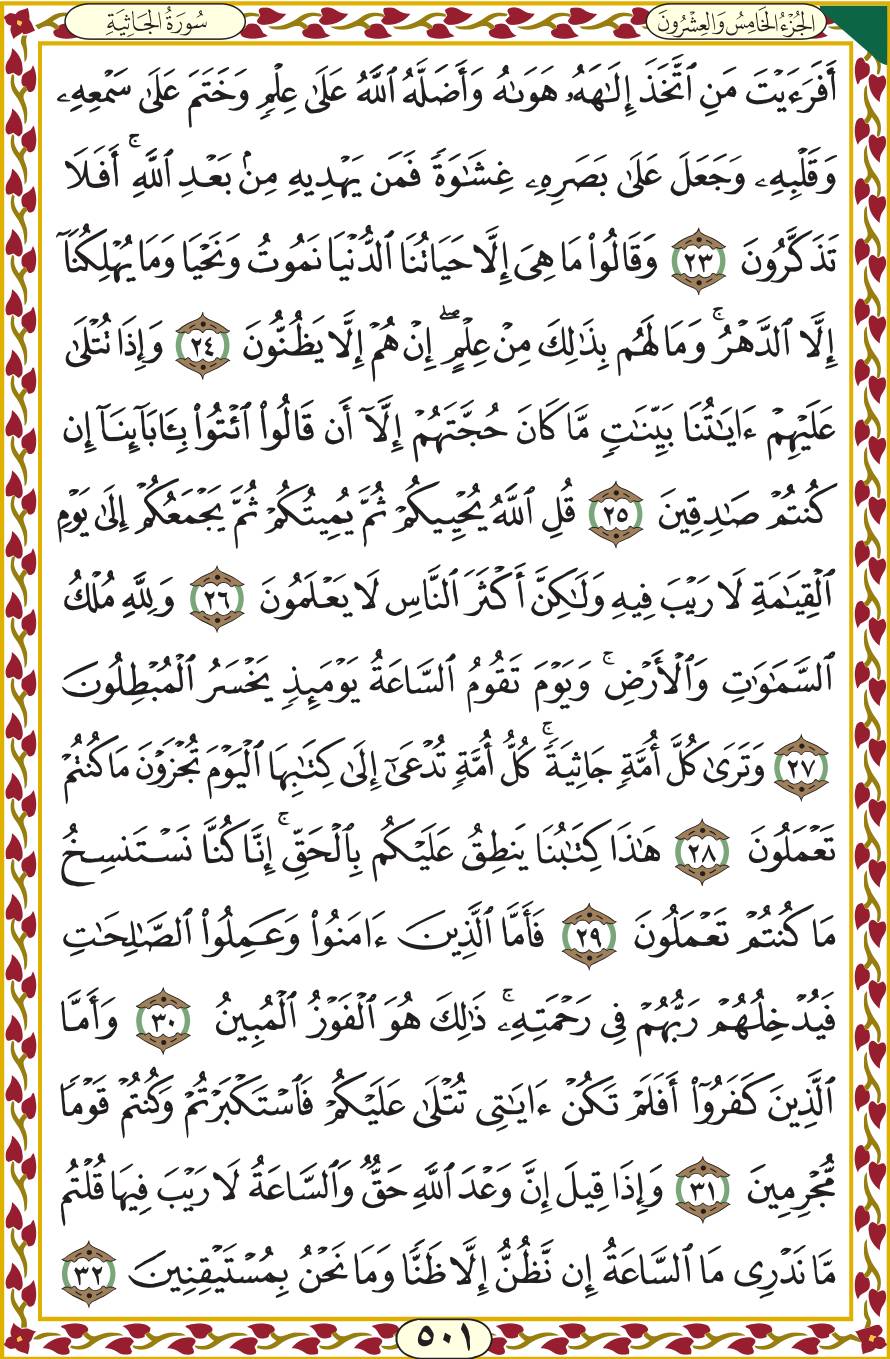 سُورَةُ الجَاثِيَةِ
الجُزْءُ الخَامِسُ وَالعِشْرُونَ
أَفَرَءَيْتَ مَنِ ٱتَّخَذَ إِلَٰهَهُۥ هَوَىٰهُ وَأَضَلَّهُ ٱللَّهُ عَلَىٰ عِلْمٍۢ وَخَتَمَ عَلَىٰ سَمْعِهِۦ
وَقَلْبِهِۦ وَجَعَلَ عَلَىٰ بَصَرِهِۦ غِشَٰوَةً فَمَن يَهْدِيهِ مِنۢ بَعْدِ ٱللَّهِ ۚ أَفَلَا
تَذَكَّرُونَ ٢٣ وَقَالُوا۟ مَا هِىَ إِلَّا حَيَاتُنَا ٱلدُّنْيَا نَمُوتُ وَنَحْيَا وَمَا يُهْلِكُنَآ
إِلَّا ٱلدَّهْرُ ۚ وَمَا لَهُم بِذَٰلِكَ مِنْ عِلْمٍ ۖ إِنْ هُمْ إِلَّا يَظُنُّونَ ٢٤ وَإِذَا تُتْلَىٰ
عَلَيْهِمْ ءَايَٰتُنَا بَيِّنَٰتٍ مَّا كَانَ حُجَّتَهُمْ إِلَّآ أَن قَالُوا۟ ٱئْتُوا۟ بِـَٔابَآئِنَآ إِن
كُنتُمْ صَٰدِقِينَ ٢٥ قُلِ ٱللَّهُ يُحْيِيكُمْ ثُمَّ يُمِيتُكُمْ ثُمَّ يَجْمَعُكُمْ إِلَىٰ يَوْمِ
ٱلْقِيَٰمَةِ لَا رَيْبَ فِيهِ وَلَٰكِنَّ أَكْثَرَ ٱلنَّاسِ لَا يَعْلَمُونَ ٢٦ وَلِلَّهِ مُلْكُ
ٱلسَّمَٰوَٰتِ وَٱلْأَرْضِ ۚ وَيَوْمَ تَقُومُ ٱلسَّاعَةُ يَوْمَئِذٍ يَخْسَرُ ٱلْمُبْطِلُونَ
٢٧ وَتَرَىٰ كُلَّ أُمَّةٍ جَاثِيَةً ۚ كُلُّ أُمَّةٍ تُدْعَىٰٓ إِلَىٰ كِتَٰبِهَا ٱلْيَوْمَ تُجْزَوْنَ مَا كُنتُمْ
تَعْمَلُونَ ٢٨ هَٰذَا كِتَٰبُنَا يَنطِقُ عَلَيْكُم بِٱلْحَقِّ ۚ إِنَّا كُنَّا نَسْتَنسِخُ
مَا كُنتُمْ تَعْمَلُونَ ٢٩ فَأَمَّا ٱلَّذِينَ ءَامَنُوا۟ وَعَمِلُوا۟ ٱلصَّٰلِحَٰتِ
فَيُدْخِلُهُمْ رَبُّهُمْ فِى رَحْمَتِهِۦ ۚ ذَٰلِكَ هُوَ ٱلْفَوْزُ ٱلْمُبِينُ ٣٠ وَأَمَّا
ٱلَّذِينَ كَفَرُوٓا۟ أَفَلَمْ تَكُنْ ءَايَٰتِى تُتْلَىٰ عَلَيْكُمْ فَٱسْتَكْبَرْتُمْ وَكُنتُمْ قَوْمًا
مُّجْرِمِينَ ٣١ وَإِذَا قِيلَ إِنَّ وَعْدَ ٱللَّهِ حَقٌّ وَٱلسَّاعَةُ لَا رَيْبَ فِيهَا قُلْتُم
مَّا نَدْرِى مَا ٱلسَّاعَةُ إِن نَّظُنُّ إِلَّا ظَنًّا وَمَا نَحْنُ بِمُسْتَيْقِنِينَ ٣٢
٥٠١